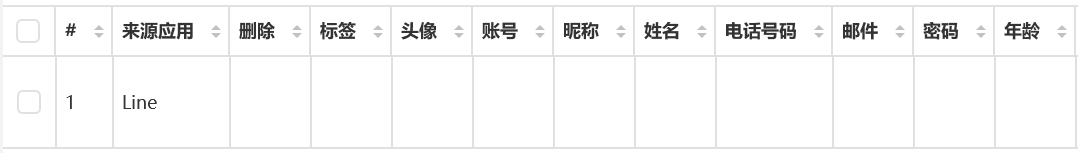 # 来源应用 删除 标签 头像 账号 昵称 姓名 电话号码 邮件 密码 年龄
1 Line